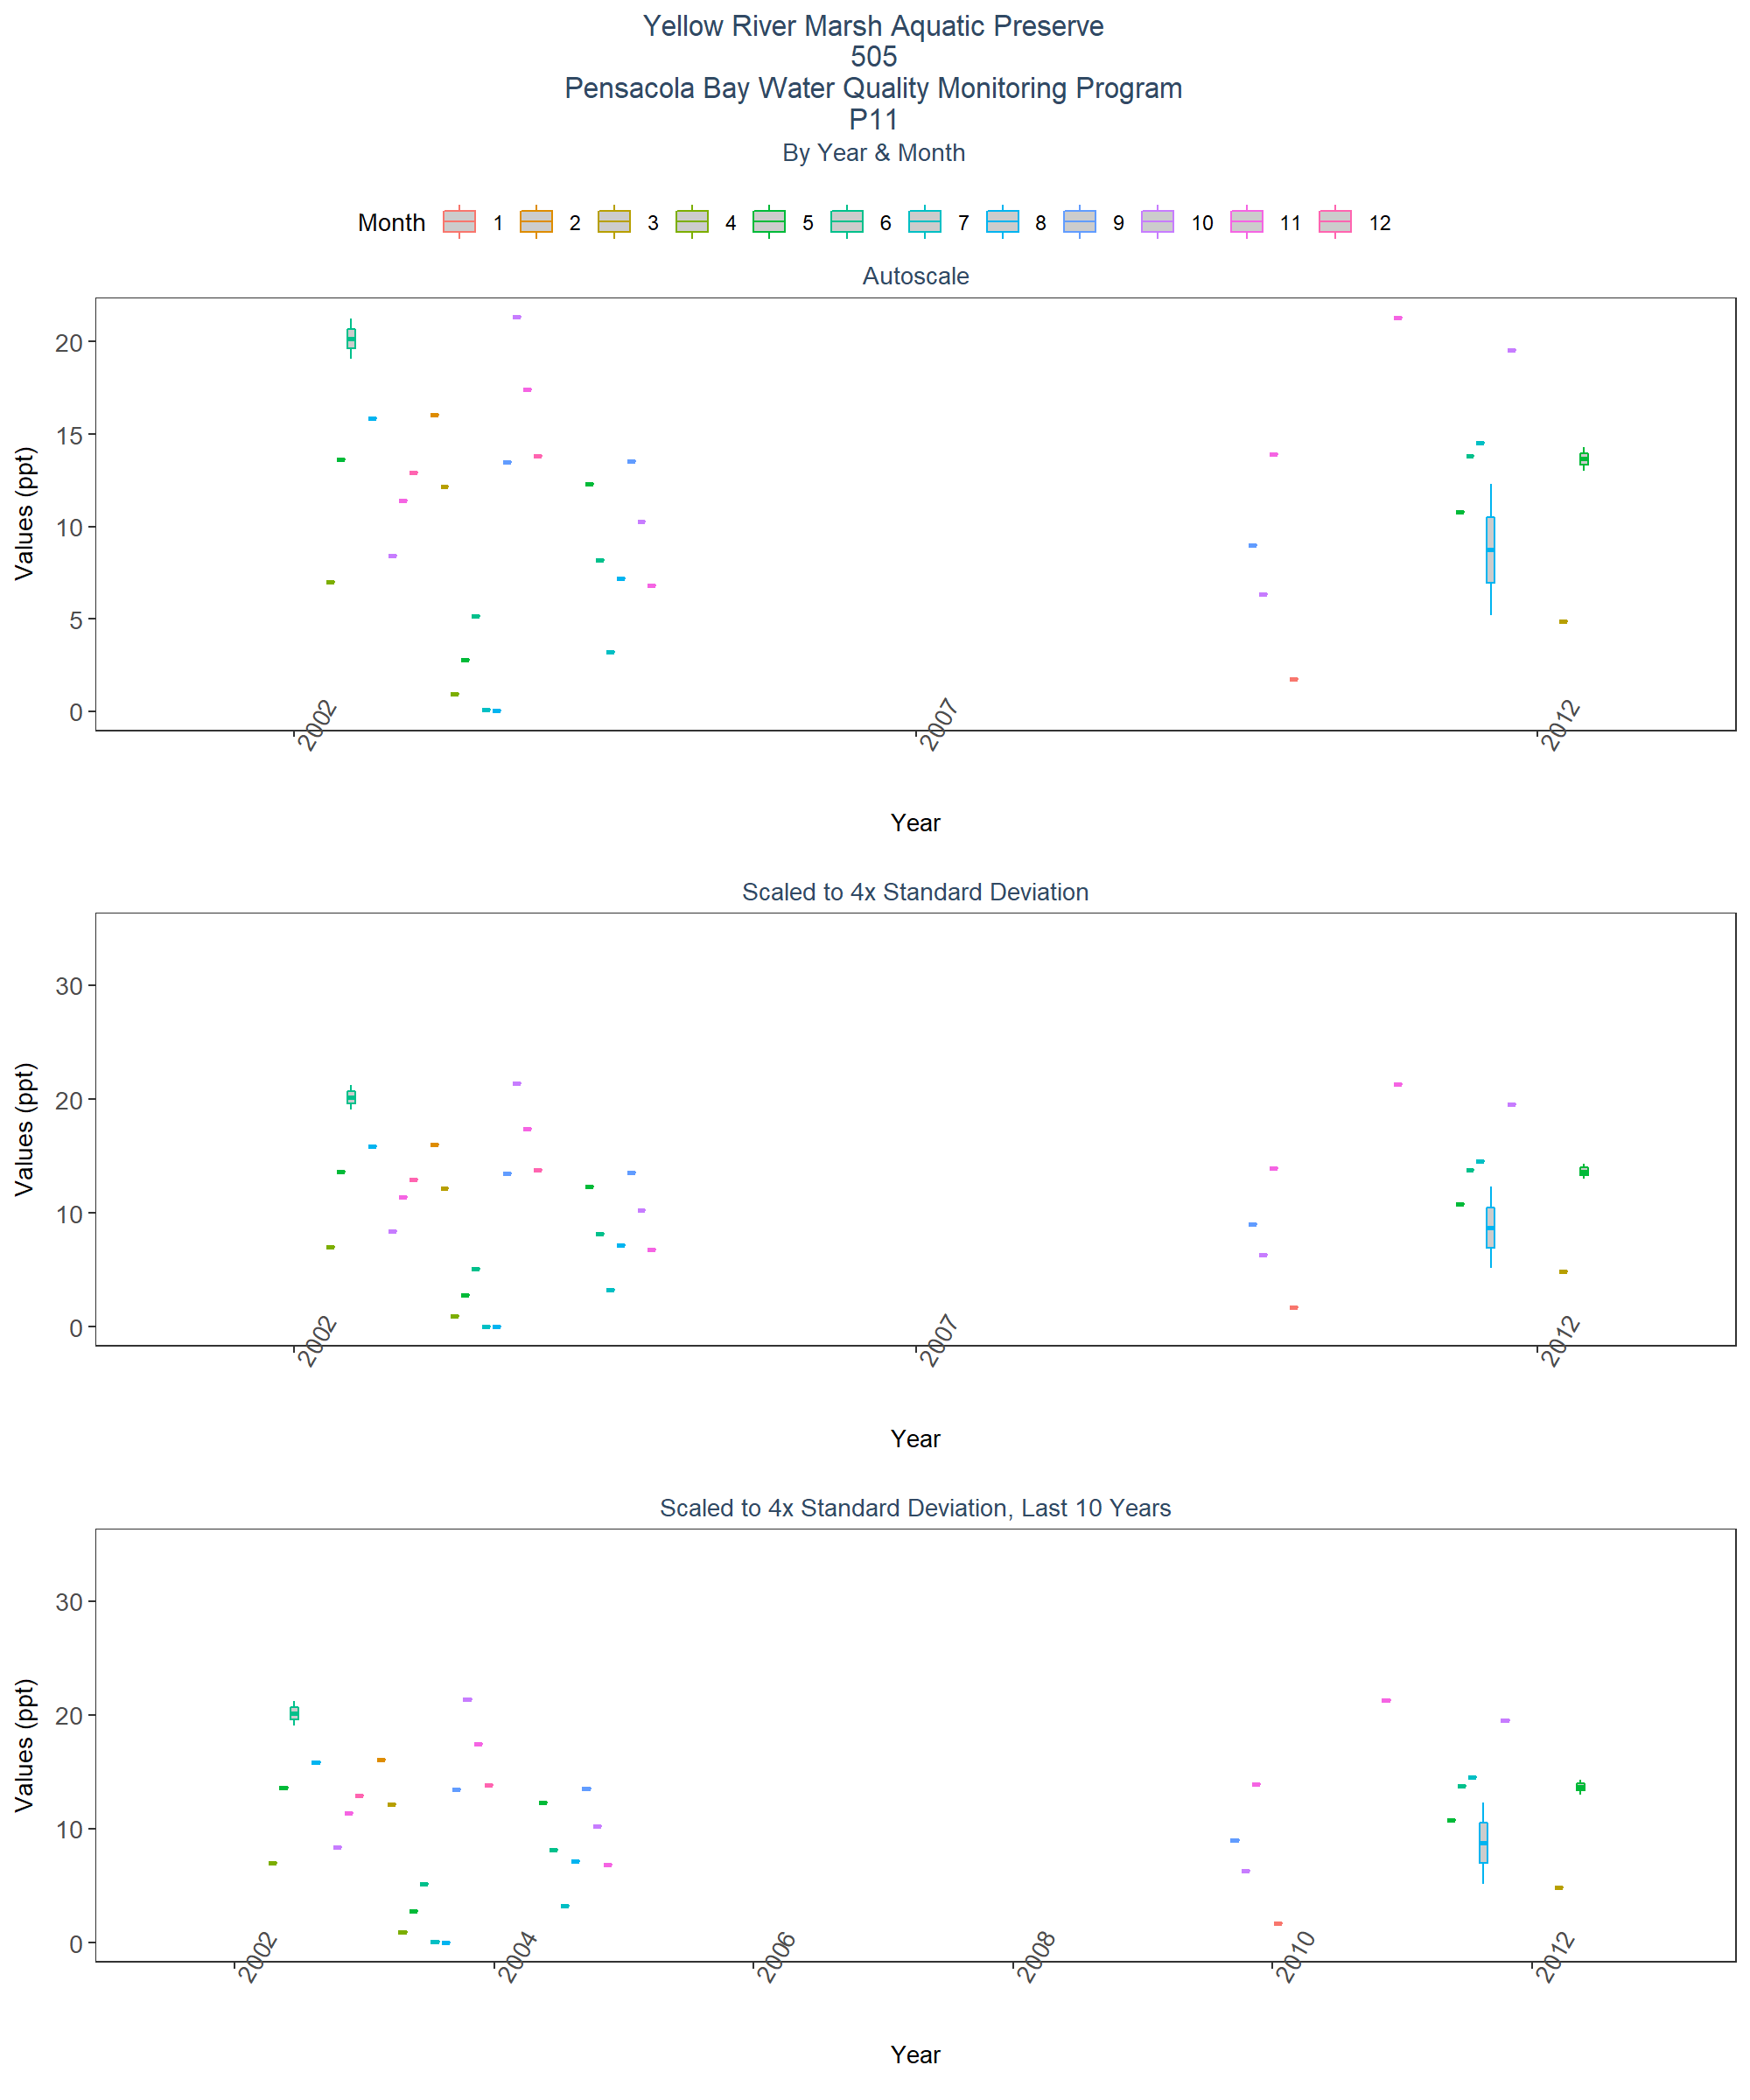 Yellow River Marsh Aquatic Preserve
505
Pensacola Bay Water Quality Monitoring Program
P11
By Year & Month
Month 1 2 3 4 5 6 7 8 9 10 11 12
Autoscale
Values (ppt)
20
15
10
5
0
2002 2007 2012
Year
Scaled to 4x Standard Deviation
Values (ppt)
30
20
10
0
2002 2007 2012
Year
Scaled to 4x Standard Deviation, Last 10 Years
Values (ppt)
30
20
10
0
2002 2004 2006 2008 2010 2012
Year